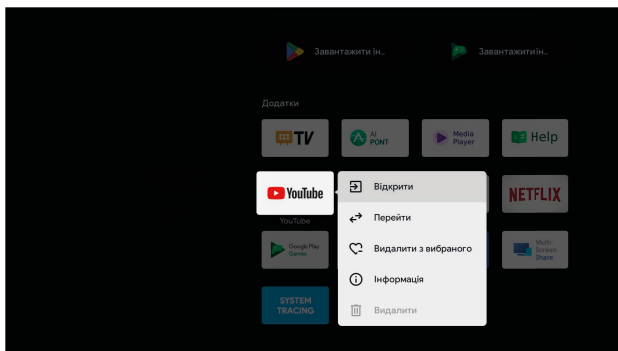 Завантажити ін...
Завантажити ін...
Додатки
TV
AI
PONT
Media
Player
Help
YouTube
NETFLIX
YouTube
Google Play
Games
Multi-
Screen
Share
SYSTEM
TRACING
Відкрити
Перейти
Видалити з вибраного
Інформація
Видалити